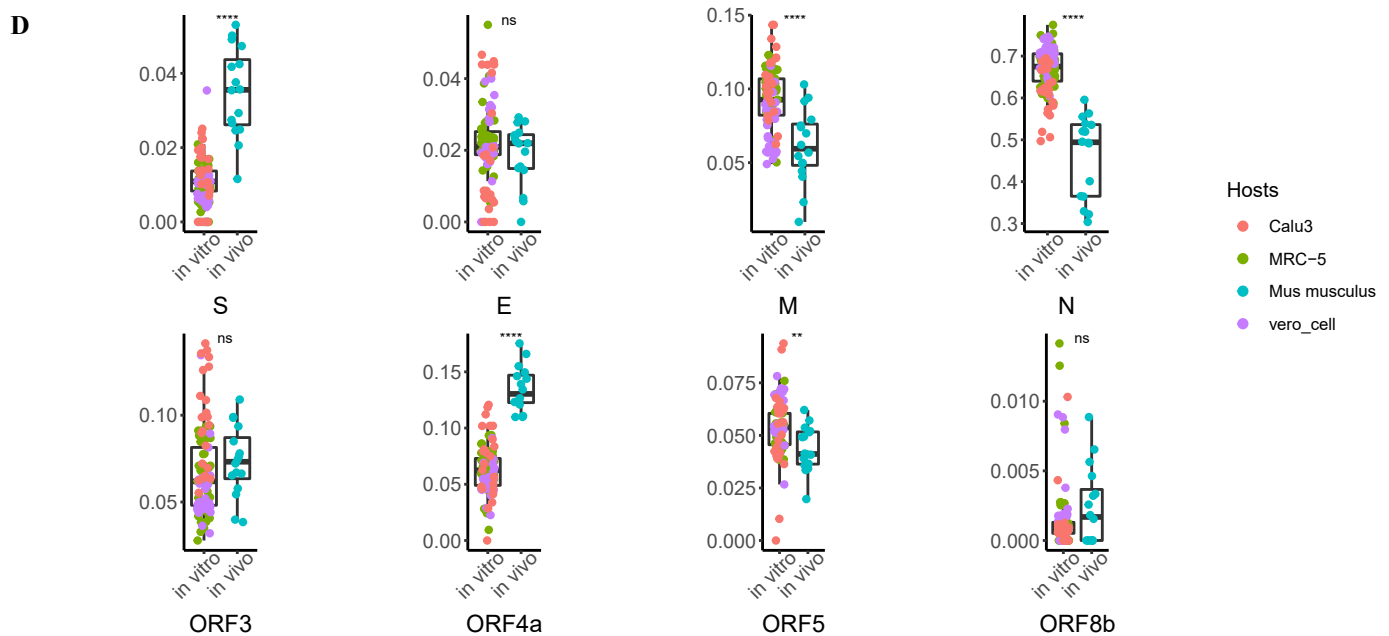 D
**** ns **** ****
0.04 0.02 0.00
0.04 0.02 0.00
0.15 0.10 0.05
0.7 0.6 0.5 0.4 0.3
in vitro in vivo in vitro in vivo in vitro in vivo in vitro in vivo
S E M N
ns **** ** ns
0.10 0.05
0.15 0.10 0.05 0.00
0.075 0.050 0.025 0.000
0.010 0.005 0.000
in vitro in vivo in vitro in vivo in vitro in vivo in vitro in vivo
ORF3 ORF4a ORF5 ORF8b
Hosts
Calu3
MRC−5
Mus musculus
vero_cell